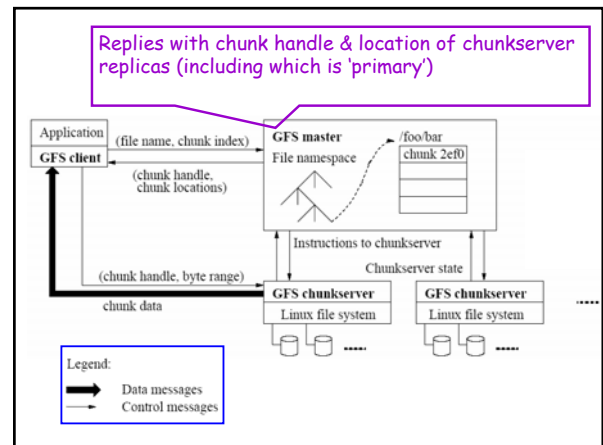 Replies with chunk handle & location of chunkserver
replicas (including which is ‘primary’)
Application
GFS client
(file name, chunk index)
(chunk handle,
chunk locations)
GFS master
File namespace
/foo/bar
chunk 2ef0
Instructions to chunkserver
Chunkserver state
(chunk handle, byte range)
chunk data
GFS chunkserver
Linux file system
GFS chunkserver
Linux file system
Legend:
Data messages
Control messages